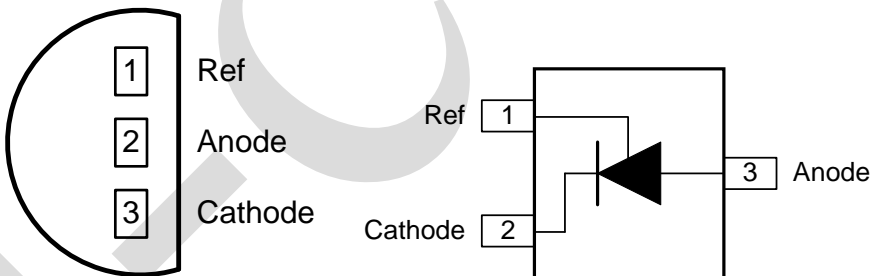 1 Ref
2 Anode
3 Cathode
Ref 1
Cathode 2
3 Anode